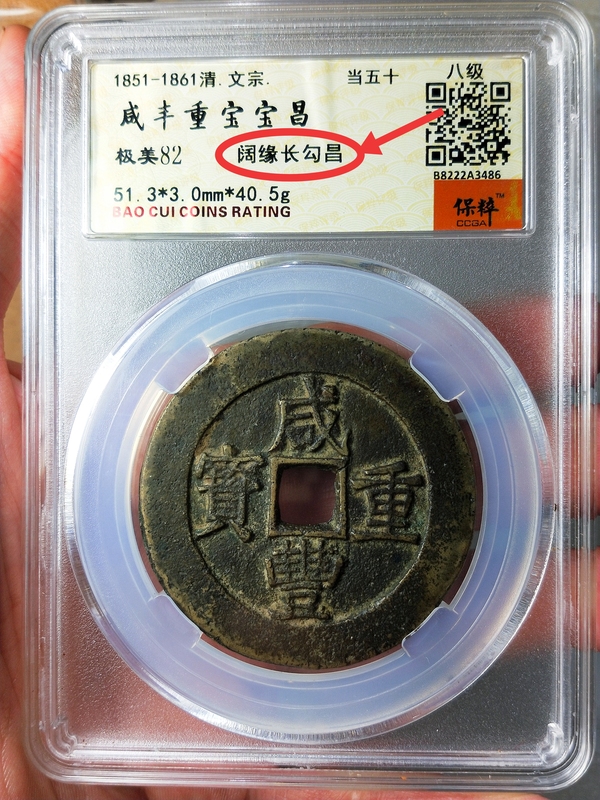 1851-1861清.文宗.
当五十
八级
咸丰重宝宝昌
极美82
阔缘长勾昌
B8222A3486
51.3*3.0mm*40.5g
BAO CUI COINS RATING
保粹™
CCGA
咸
寶
重
豐